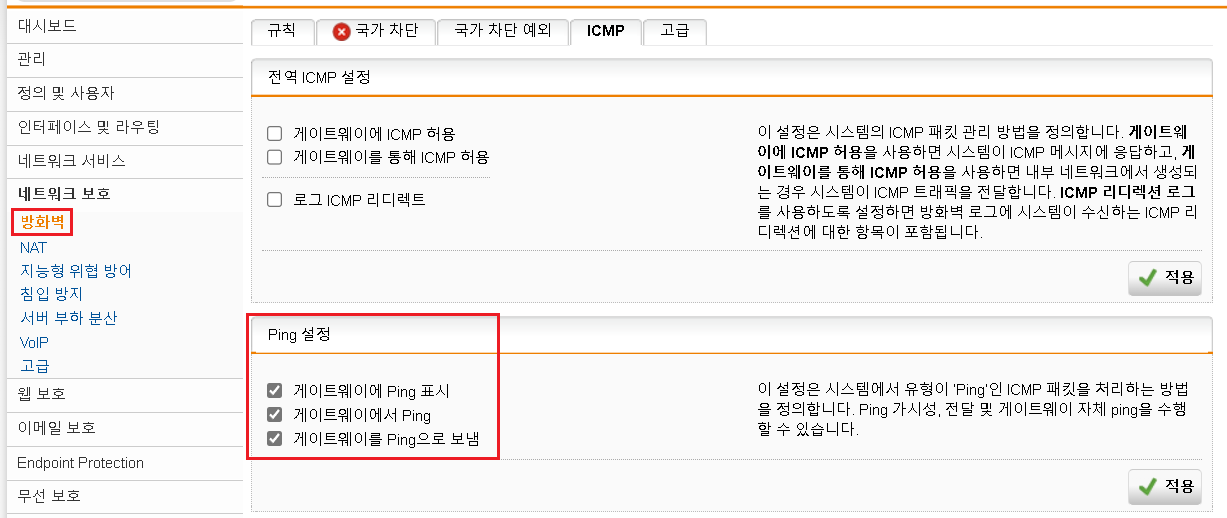 대시보드
관리
정의 및 사용자
인터페이스 및 라우팅
네트워크 서비스
네트워크 보호
방화벽
NAT
지능형 위협 방어
침입 방지
서버 부하 분산
VoIP
고급
웹 보호
이메일 보호
Endpoint Protection
무선 보호
규칙
국가 차단
국가 차단 예외
ICMP
고급
전역 ICMP 설정
게이트웨이에 ICMP 허용
게이트웨이를 통해 ICMP 허용
로그 ICMP 리디렉트
이 설정은 시스템의 ICMP 패킷 관리 방법을 정의합니다. 게이트웨
이에 ICMP 허용을 사용하면 시스템이 ICMP 메시지에 응답하고, 게
이트웨이를 통해 ICMP 허용을 사용하면 내부 네트워크에서 생성되
는 경우 시스템이 ICMP 트래픽을 전달합니다. ICMP 리디렉션 로그
를 사용하도록 설정하면 방화벽 로그에 시스템이 수신하는 ICMP 리
디렉션에 대한 항목이 포함됩니다.
적용
Ping 설정
게이트웨이에 Ping 표시
게이트웨이에서 Ping
게이트웨이를 Ping으로 보냄
이 설정은 시스템에서 유형이 'Ping'인 ICMP 패킷을 처리하는 방법
을 정의합니다. Ping 가시성, 전달 및 게이트웨이 자체 ping을 수행
할 수 있습니다.
적용